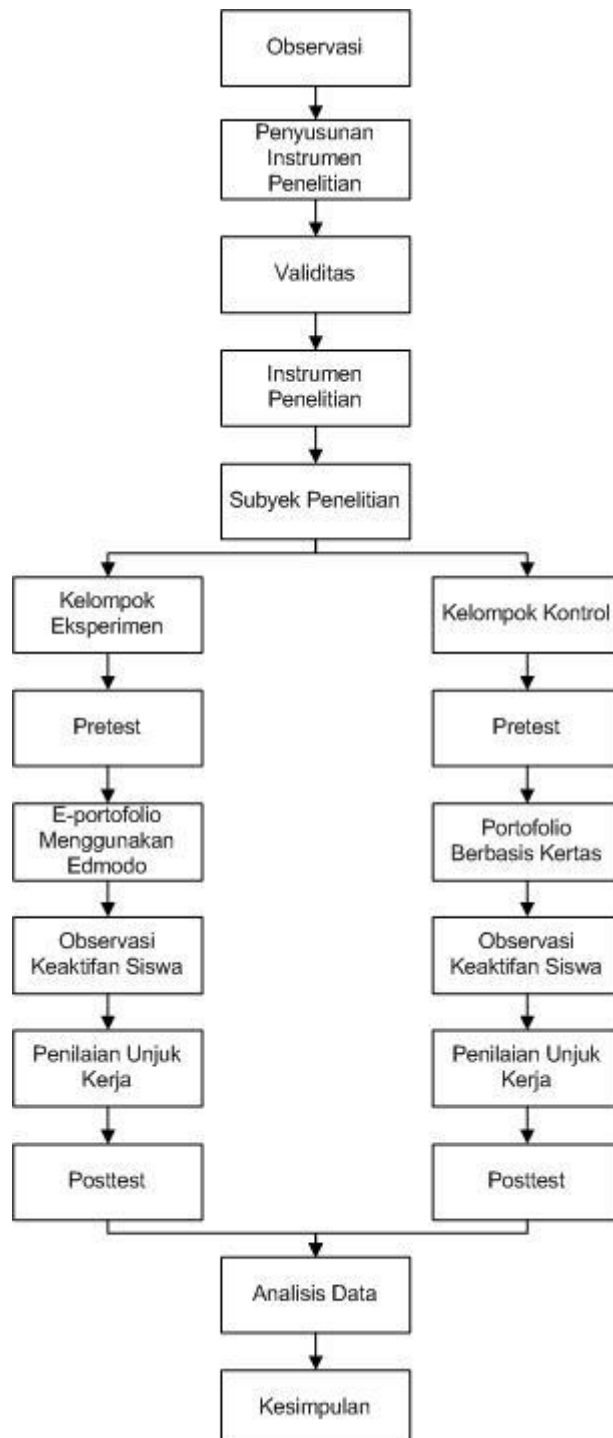 Observasi
Penyusunan
Instrumen
Penelitian
Validitas
Instrumen
Penelitian
Subyek Penelitian
Kelompok
Eksperimen
Kelompok Kontrol
Pretest
Pretest
E-portofolio
Menggunakan
Edmodo
Portofolio
Berbasis Kertas
Observasi
Keaktifan Siswa
Observasi
Keaktifan Siswa
Penilaian Unjuk
Kerja
Penilaian Unjuk
Kerja
Posttest
Posttest
Analisis Data
Kesimpulan